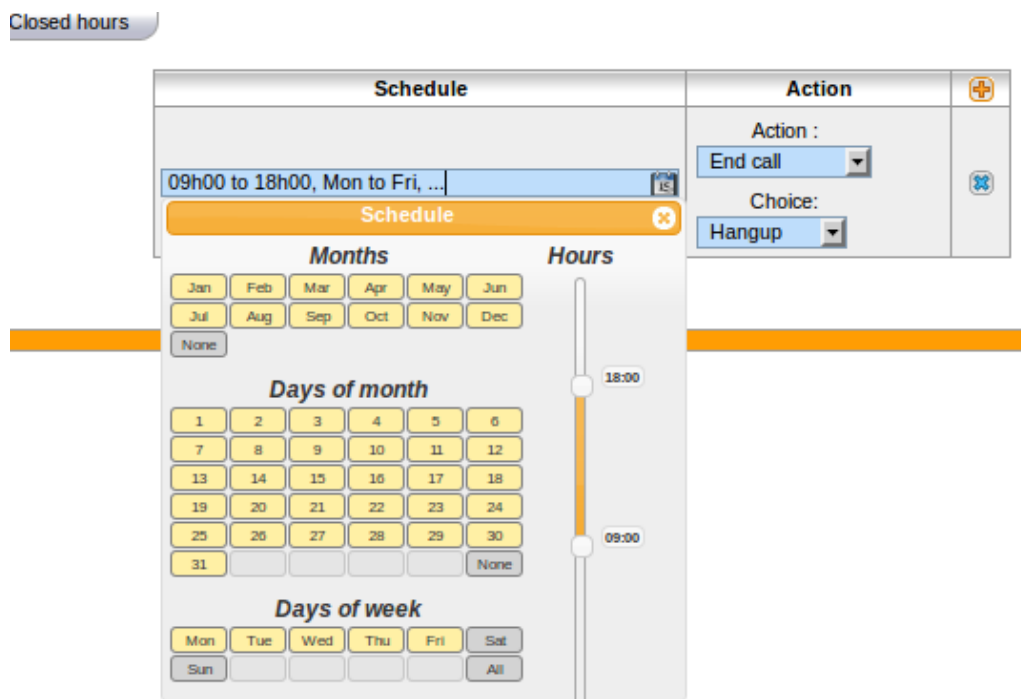 Closed hours
Schedule Action
Action :
End call
09h00 to 18h00, Mon to Fri, ...
15
Choice:
Hangup
Schedule
Months Hours
Jan Feb Mar Apr May Jun
Jul Aug Sep Oct Nov Dec
None
18:00
Days of month
1 2 3 4 5 6
7 8 9 10 11 12
13 14 15 16 17 18
19 20 21 22 23 24
25 26 27 28 29 30
09:00
31 None
Days of week
Mon Tue Wed Thu Fri Sat
Sun All